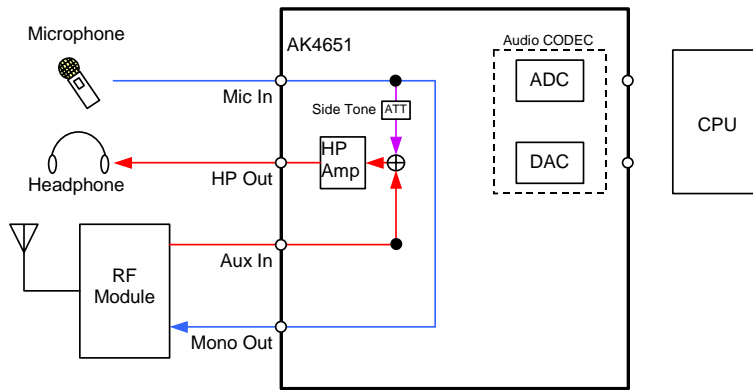 Microphone
AK4651
Audio CODEC
ADC
CPU
Mic In
Side Tone
ATT
HP
Amp
DAC
Headphone
HP Out
RF
Module
Aux In
Mono Out